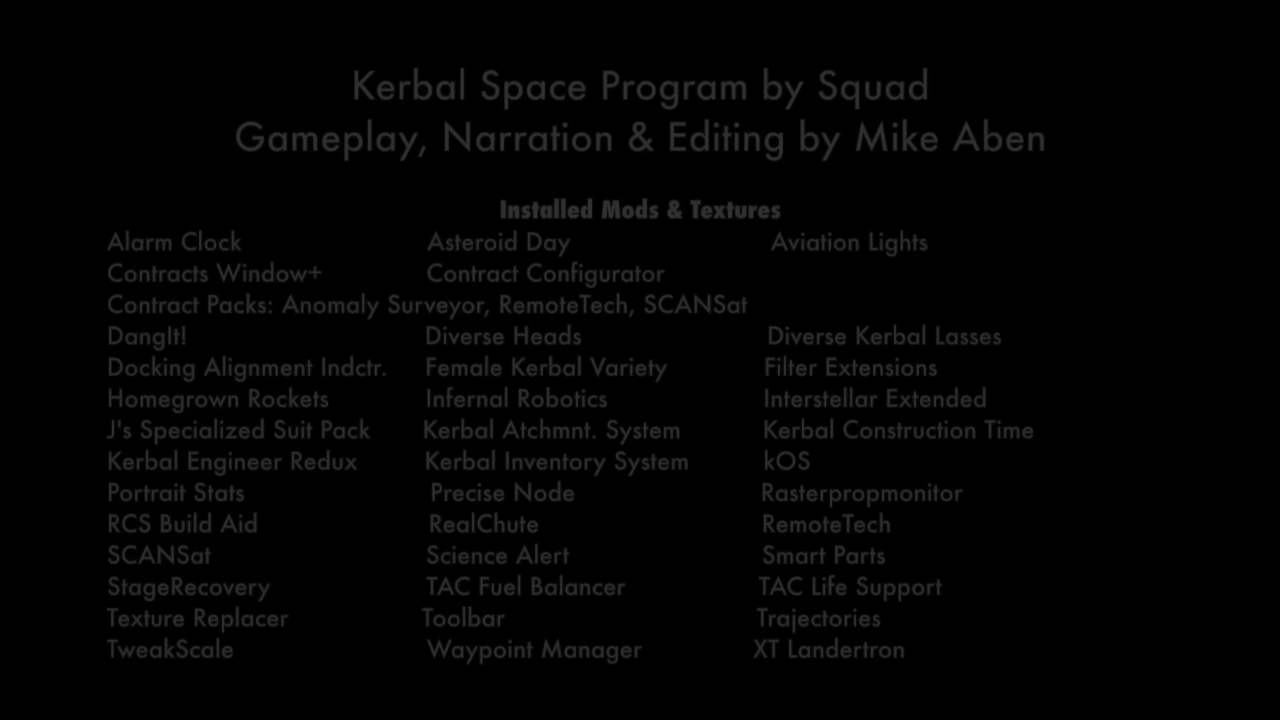 Kerbal Space Program by Squad
Gameplay, Narration & Editing by Mike Aben
Installed Mods & Textures
Alarm Clock Asteroid Day Aviation Lights
Contracts Window+ Contract Configurator
Contract Packs: Anomaly Surveyor, RemoteTech, SCANSat
DangIt! Diverse Heads Diverse Kerbal Lasses
Docking Alignment Indctr. Female Kerbal Variety Filter Extensions
Homegrown Rockets Infernal Robotics Interstellar Extended
J's Specialized Suit Pack Kerbal Atchmnt. System Kerbal Construction Time
Kerbal Engineer Redux Kerbal Inventory System kOS
Portrait Stats Precise Node Rasterpropmonitor
RCS Build Aid RealChute RemoteTech
SCANSat Science Alert Smart Parts
StageRecovery TAC Fuel Balancer TAC Life Support
Texture Replacer Toolbar Trajectories
TweakScale Waypoint Manager XT Landertron